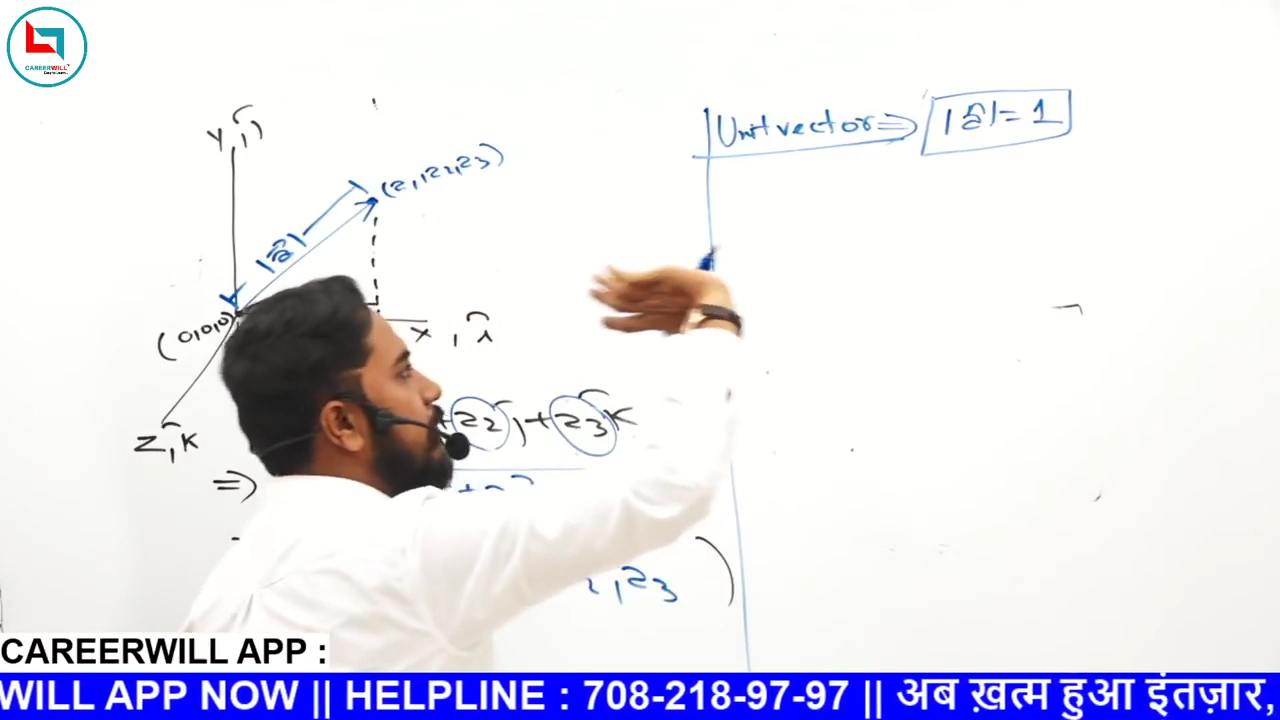 CAREERWILL
Y, ĵ
(a1, a2, a3)
|a⃗|
(0,0,0)
X, î
Z, k̂
+ a2 ĵ + a3 k̂
⇒
, a3 )
Unit vector ⇒ |â| = 1
CAREERWILL APP :
WILL APP NOW || HELPLINE : 708-218-97-97 || अब ख़त्म हुआ इंतज़ार,